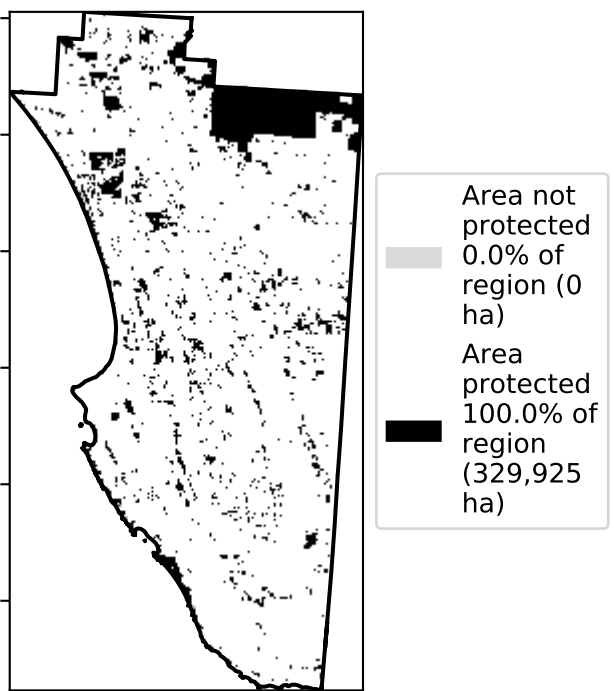 Area not
protected
0.0% of
region (0
ha)
Area
protected
100.0% of
region
(329,925
ha)